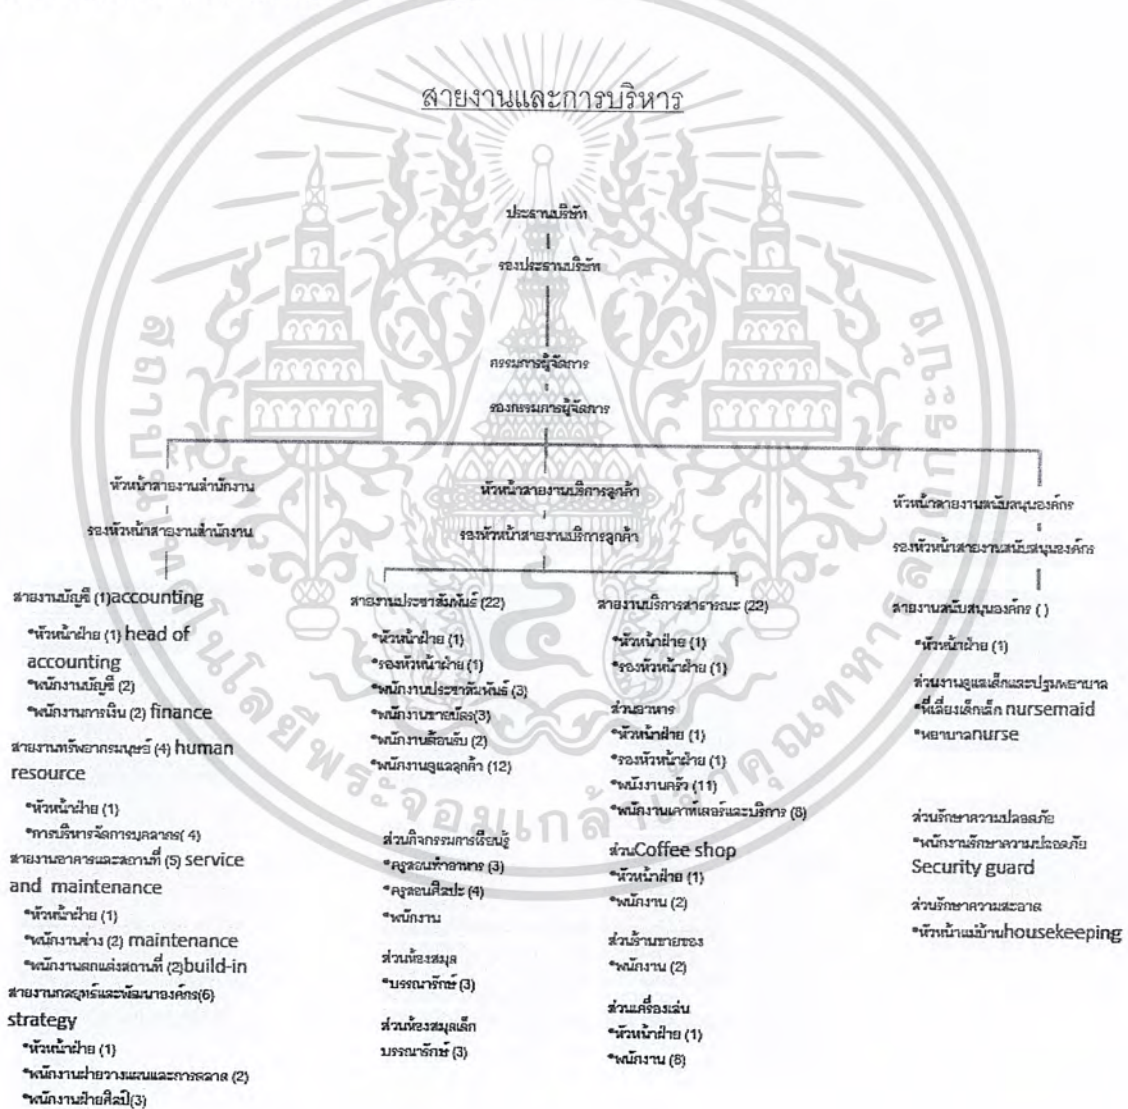 สายงานและการบริหาร
ประธานบริษัท
รองประธานบริษัท
กรรมการผู้จัดการ
รองกรรมการผู้จัดการ
หัวหน้าสายงานสำนักงาน
รองหัวหน้าสายงานสำนักงาน
สายงานบัญชี (1)accounting
*หัวหน้าฝ่าย (1) head of
accounting
*พนักงานบัญชี (2)
*พนักงานการเงิน (2) finance
สายงานทรัพยากรมนุษย์ (4) human
resource
*หัวหน้าฝ่าย (1)
*การบริหารจัดการบุคลากร( 4)
สายงานอาคารและสถานที่ (5) service
and maintenance
*หัวหน้าฝ่าย (1)
*พนักงานช่าง (2) maintenance
*พนักงานตกแต่งสถานที่ (2)build-in
สายงานกลยุทธ์และพัฒนาองค์กร(6)
strategy
*หัวหน้าฝ่าย (1)
*พนักงานฝ่ายวางแผนและการตลาด (2)
*พนักงานฝ่ายศิลป์(3)
หัวหน้าสายงานบริการลูกค้า
รองหัวหน้าสายงานบริการลูกค้า
สายงานประชาสัมพันธ์ (22)
*หัวหน้าฝ่าย (1)
*รองหัวหน้าฝ่าย (1)
*พนักงานประชาสัมพันธ์ (3)
*พนักงานขายบัตร(3)
*พนักงานต้อนรับ (2)
*พนักงานดูแลลูกค้า (12)
ส่วนกิจกรรมการเรียนรู้
*ครูสอนทำอาหาร (3)
*ครูสอนศิลปะ (4)
*พนักงาน
ส่วนห้องสมุด
*บรรณารักษ์ (3)
ส่วนห้องสมุดเด็ก
บรรณารักษ์ (3)
สายงานบริการสาธารณะ (22)
*หัวหน้าฝ่าย (1)
*รองหัวหน้าฝ่าย (1)
ส่วนอาหาร
*หัวหน้าฝ่าย (1)
*รองหัวหน้าฝ่าย (1)
*พนังงานครัว (11)
*พนักงานเคาท์เตอร์และบริการ (8)
ส่วนCoffee shop
*หัวหน้าฝ่าย (1)
*พนักงาน (2)
ส่วนร้านขายของ
*พนักงาน (2)
ส่วนเครื่องเล่น
*หัวหน้าฝ่าย (1)
*พนักงาน (8)
หัวหน้าสายงานสนับสนุนองค์กร
รองหัวหน้าสายงานสนับสนุนองค์กร
สายงานสนับสนุนองค์กร ( )
*หัวหน้าฝ่าย (1)
ส่วนงานดูแลเด็กและปฐมพยาบาล
*พี่เลี้ยงเด็กเล็ก nursemaid
*พยาบาลnurse
ส่วนรักษาความปลอดภัย
*พนักงานรักษาความปลอดภัย
Security guard
ส่วนรักษาความสะอาด
*หัวหน้าแม่บ้านhousekeeping
สถาบันเทคโนโลยีพระจอมเกล้าเจ้าคุณทหารลาดกระบัง